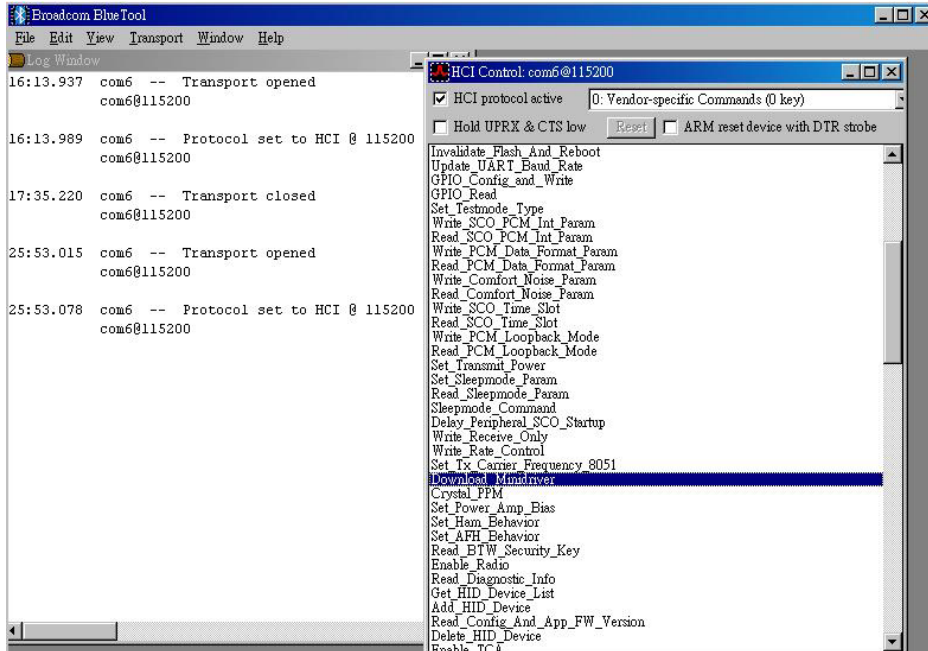 Broadcom BlueTool
File Edit View Transport Window Help
Log Window
16:13.937 com6 -- Transport opened
com6@115200
16:13.989 com6 -- Protocol set to HCI @ 115200
com6@115200
17:35.220 com6 -- Transport closed
com6@115200
25:53.015 com6 -- Transport opened
com6@115200
25:53.078 com6 -- Protocol set to HCI @ 115200
com6@115200
HCI Control: com6@115200
HCI protocol active
0: Vendor-specific Commands (0 key)
Hold UPRX & CTS low
Reset
ARM reset device with DTR strobe
Invalidate_Flash_And_Reboot
Update_UART_Baud_Rate
GPIO_Config_and_Write
GPIO_Read
Set_Testmode_Type
Write_SCO_PCM_Int_Param
Read_SCO_PCM_Int_Param
Write_PCM_Data_Format_Param
Read_PCM_Data_Format_Param
Write_Comfort_Noise_Param
Read_Comfort_Noise_Param
Write_SCO_Time_Slot
Read_SCO_Time_Slot
Write_PCM_Loopback_Mode
Read_PCM_Loopback_Mode
Set_Transmit_Power
Set_Sleepmode_Param
Read_Sleepmode_Param
Sleepmode_Command
Delay_Peripheral_SCO_Startup
Write_Receive_Only
Write_Rate_Control
Set_Tx_Carrier_Frequency_8051
Download_Minidriver
Crystal_PPM
Set_Power_Amp_Bias
Set_Ham_Behavior
Set_AFH_Behavior
Read_BTW_Security_Key
Enable_Radio
Read_Diagnostic_Info
Get_HID_Device_List
Add_HID_Device
Read_Config_And_App_FW_Version
Delete_HID_Device
Enable_TCA